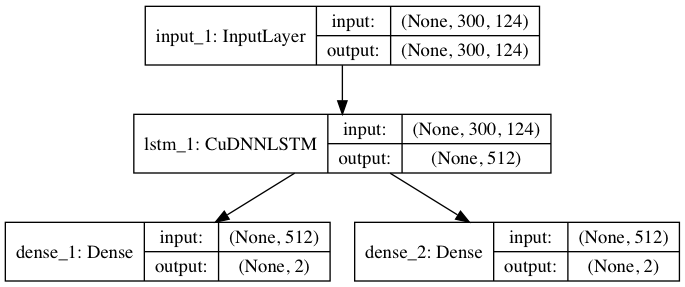 input_1: InputLayer
input: (None, 300, 124)
output: (None, 300, 124)
lstm_1: CuDNNLSTM
input: (None, 300, 124)
output: (None, 512)
dense_1: Dense
input: (None, 512)
output: (None, 2)
dense_2: Dense
input: (None, 512)
output: (None, 2)